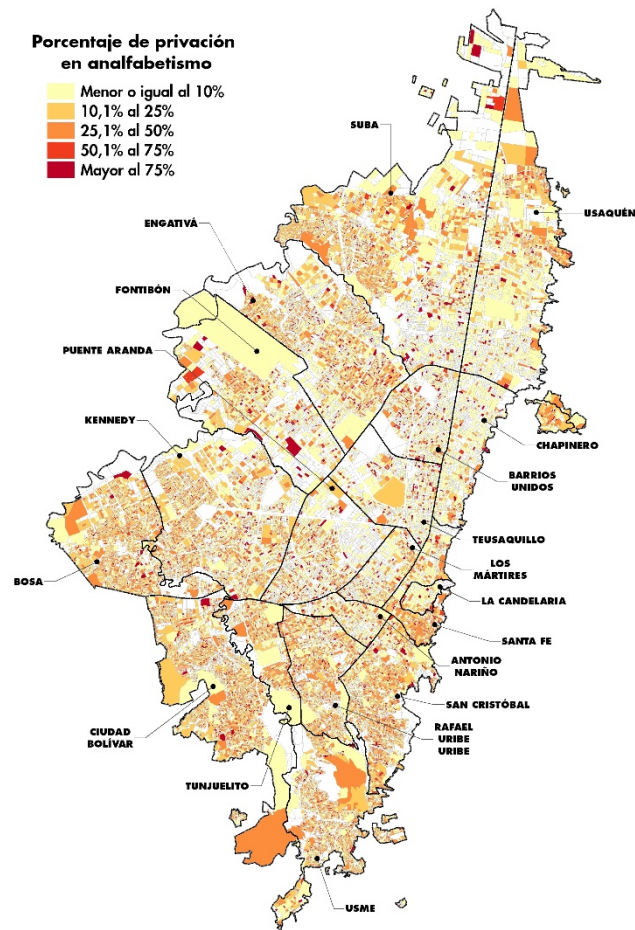 Porcentaje de privación
en analfabetismo
Menor o igual al 10%
10,1% al 25%
25,1% al 50%
50,1% al 75%
Mayor al 75%
SUBA
USAQUÉN
ENGATIVÁ
FONTIBÓN
PUENTE ARANDA
KENNEDY
CHAPINERO
BARRIOS
UNIDOS
TEUSAQUILLO
LOS
MÁRTIRES
BOSA
LA CANDELARIA
SANTA FE
ANTONIO
NARIÑO
SAN CRISTÓBAL
RAFAEL
URIBE
URIBE
CIUDAD
BOLÍVAR
TUNJUELITO
USME